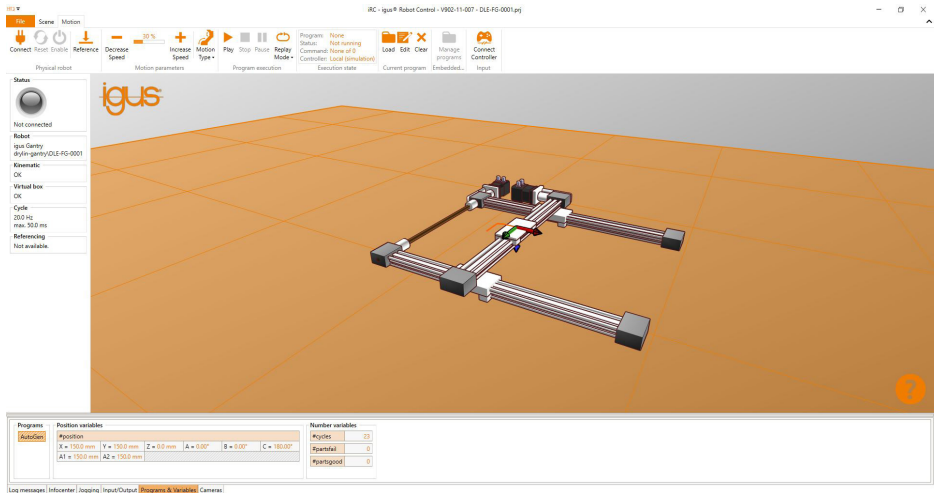 iRC - igus® Robot Control - V902-11-007 - DLE-FG-0001.prj
File Scene Motion
Connect Reset Enable Reference
Decrease Speed
30 %
Increase Speed
Motion Type
Play Stop Pause Replay Mode
Program: None
Status: Not running
Command: None of 0
Controller: Local (simulation)
Load Edit Clear
Manage programs
Connect Controller
Physical robot
Motion parameters
Program execution
Execution state
Current program
Embedded...
Input
Status
Not connected
Robot
igus Gantry
drylin-gantry\DLE-FG-0001
Kinematic
OK
Virtual box
OK
Cycle
20.0 Hz
max. 50.0 ms
Referencing
Not available.
igus
?
Programs
AutoGen
Position variables
#position
X = 150.0 mm Y = 150.0 mm Z = 0.0 mm A = 0.00° B = 0.00° C = 180.00°
A1 = 150.0 mm A2 = 150.0 mm
Number variables
#cycles 23
#partsfail 0
#partsgood 0
Log messages Infocenter Jogging Input/Output Programs & Variables Cameras